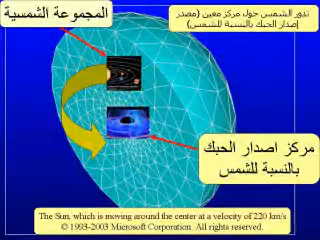 المجموعة الشمسية
تدور الشمس حول مركز معين (مصدر
إصدار الحبك بالنسبة للشمس)
مركز اصدار الحبك
بالنسبة للشمس
The Sun, which is moving around the center at a velocity of 220 km/s
© 1993-2003 Microsoft Corporation. All rights reserved.